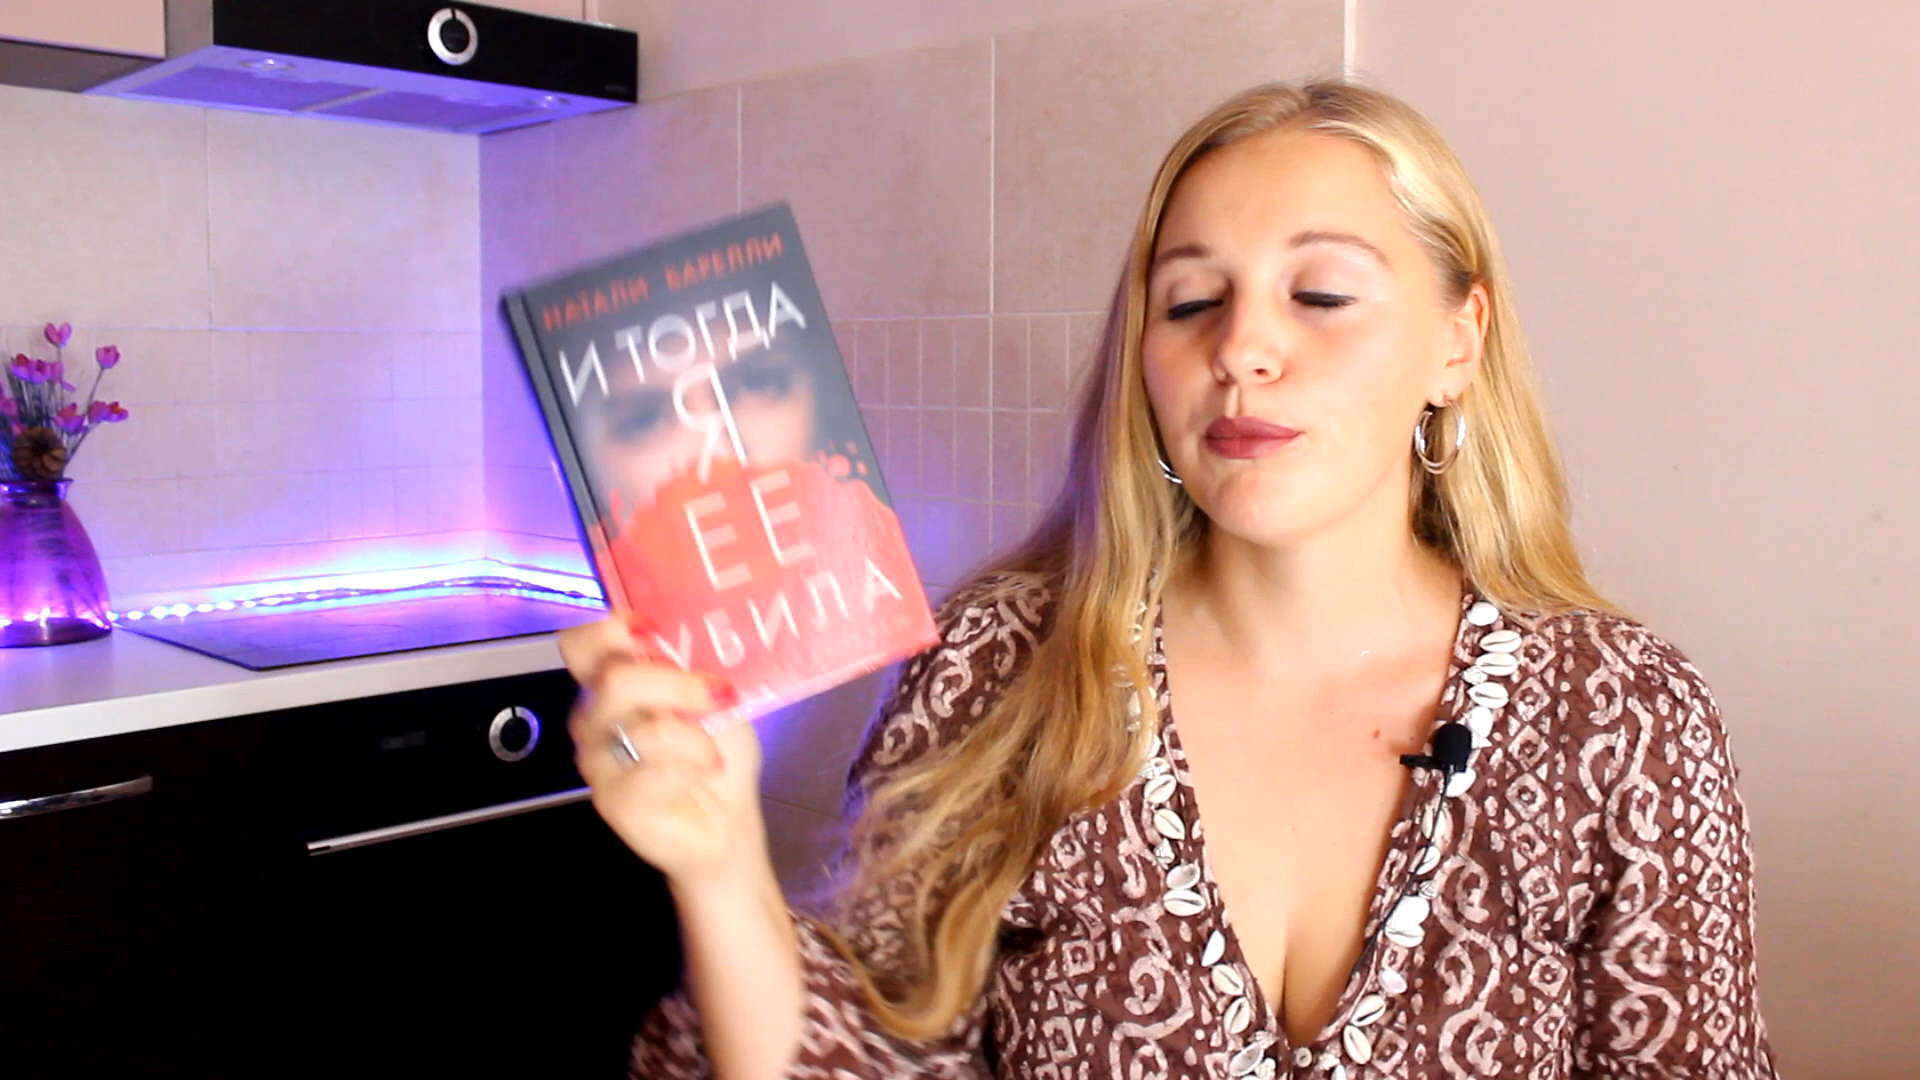 НАТАЛИ БАРЕЛЛИ
И ТОГДА
Я
ЕЕ
УБИЛА